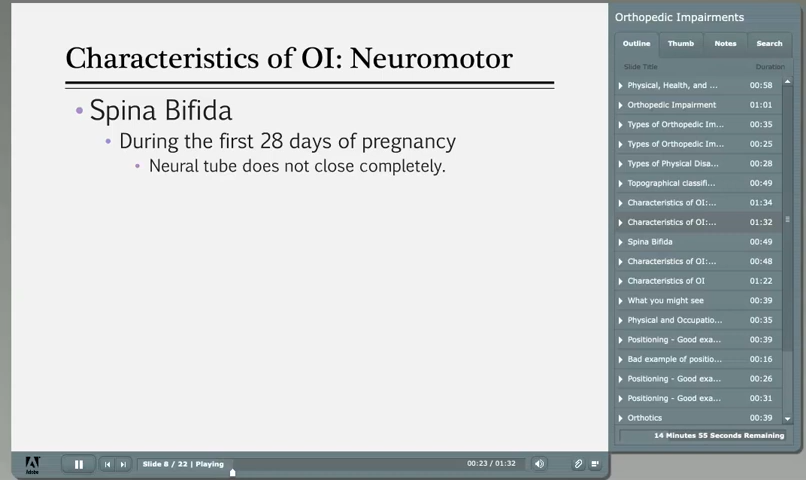 Characteristics of OI: Neuromotor
• Spina Bifida
• During the first 28 days of pregnancy
• Neural tube does not close completely.
Adobe
Slide 8 / 22 | Playing
00:23 / 01:32
Orthopedic Impairments
Outline Thumb Notes Search
Slide Title Duration
Physical, Health, and ... 00:58
Orthopedic Impairment 01:01
Types of Orthopedic Im... 00:35
Types of Orthopedic Im... 00:25
Types of Physical Disa... 00:28
Topographical classifi... 00:49
Characteristics of OI:... 01:34
Characteristics of OI:... 01:32
Spina Bifida 00:49
Characteristics of OI:... 00:48
Characteristics of OI 01:22
What you might see 00:39
Physical and Occupatio... 00:35
Positioning - Good exa... 00:39
Bad example of positio... 00:16
Positioning - Good exa... 00:26
Positioning - Good exa... 00:31
Orthotics 00:39
14 Minutes 55 Seconds Remaining